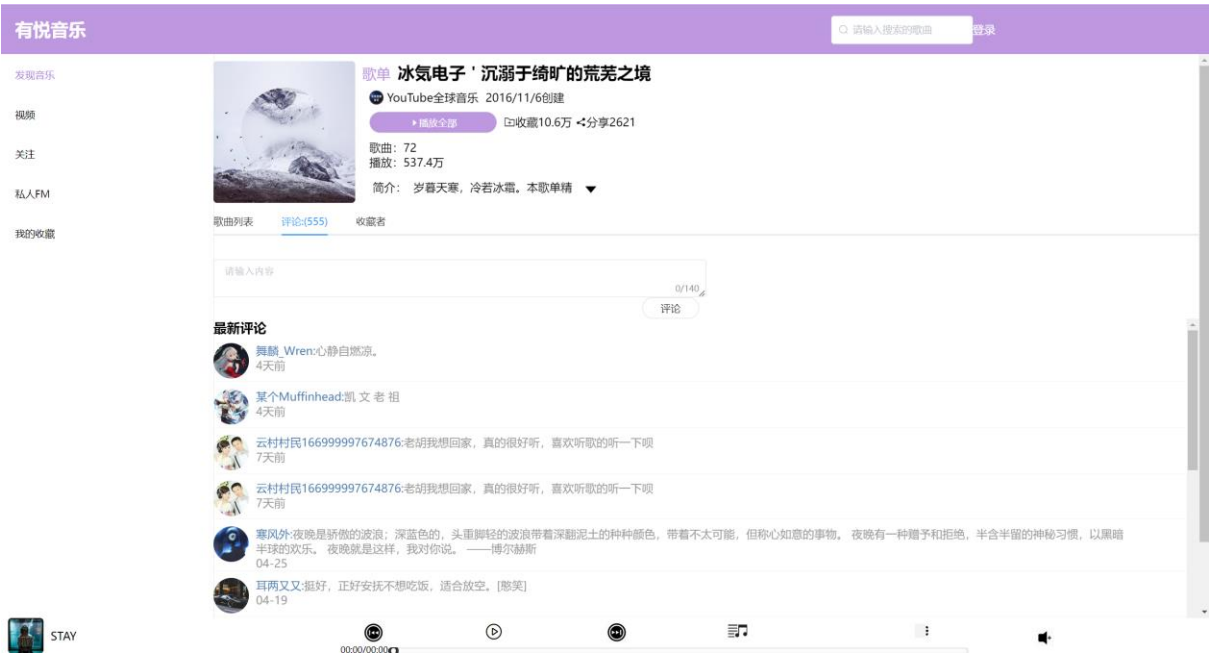 有悦音乐
请输入搜索的歌曲 登录
发现音乐
视频
关注
私人FM
我的收藏
歌单 冰気电子＇沉溺于绮旷的荒芜之境
YouTube全球音乐 2016/11/6创建
播放全部 收藏10.6万 分享2621
歌曲：72
播放：537.4万
简介： 岁暮天寒，冷若冰霜。本歌单精
歌曲列表 评论:(555) 收藏者
请输入内容
0/140
评论
最新评论
舞麟_Wren:心静自燃凉。
4天前
某个Muffinhead:凯 文 老 祖
4天前
云村村民166999997674876:老胡我想回家，真的很好听，喜欢听歌的听一下呗
7天前
云村村民166999997674876:老胡我想回家，真的很好听，喜欢听歌的听一下呗
7天前
寒风外:夜晚是骄傲的波浪；深蓝色的，头重脚轻的波浪带着深翻泥土的种种颜色，带着不太可能，但称心如意的事物。 夜晚有一种赠予和拒绝，半含半留的神秘习惯，以黑暗
半球的欢乐。 夜晚就是这样，我对你说。 ——博尔赫斯
04-25
耳两又又:挺好，正好安抚不想吃饭，适合放空。[憨笑]
04-19
STAY
00:00/00:00